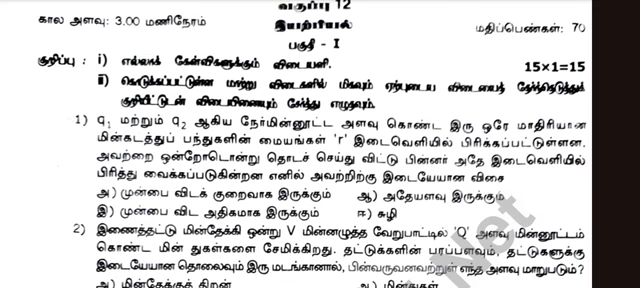 வகுப்பு 12
கால அளவு: 3.00 மணிநேரம் இயற்பியல் மதிப்பெண்கள்: 70
பகுதி - I
குறிப்பு : i) எல்லாக் கேள்விகளுக்கும் விடையளி. 15×1=15
ii) கொடுக்கப்பட்டுள்ள மாற்று விடைகளில் மிகவும் ஏற்புடைய விடையைத் தேர்ந்தெடுத்துக்
குறியீட்டுடன் விடையினையும் சேர்த்து எழுதவும்.
1) q₁ மற்றும் q₂ ஆகிய நேர்மின்னூட்ட அளவு கொண்ட இரு ஒரே மாதிரியான
மின்கடத்துப் பந்துகளின் மையங்கள் 'r' இடைவெளியில் பிரிக்கப்பட்டுள்ளன.
அவற்றை ஒன்றோடொன்று தொடச் செய்து விட்டு பின்னர் அதே இடைவெளியில்
பிரித்து வைக்கப்படுகின்றன எனில் அவற்றிற்கு இடையேயான விசை
அ) முன்பை விடக் குறைவாக இருக்கும் ஆ) அதேயளவு இருக்கும்
இ) முன்பை விட அதிகமாக இருக்கும் ஈ) சுழி
2) இணைத்தட்டு மின்தேக்கி ஒன்று V மின்னழுத்த வேறுபாட்டில் 'Q' அளவு மின்னூட்டம்
கொண்ட மின் துகள்களை சேமிக்கிறது. தட்டுக்களின் பரப்பளவும், தட்டுகளுக்கு
இடையேயான தொலைவும் இரு மடங்கானால், பின்வருவனவற்றுள் எந்த அளவு மாறுபடும்?
அ) மின்தேக்குத் திறன் ஆ) மின்துகள்
Net